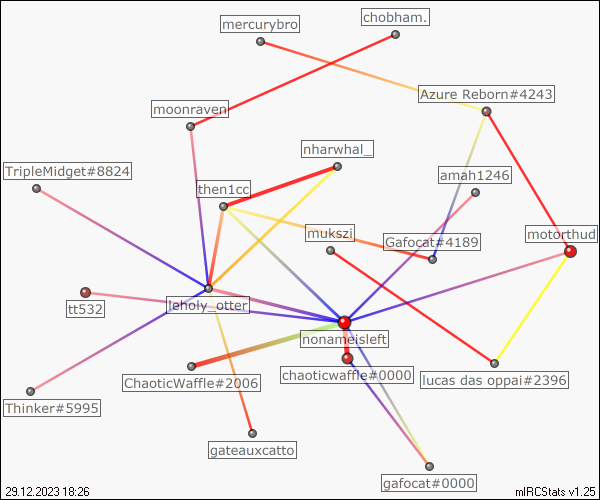 chobham.
mercurybro
Azure Reborn#4243
moonraven
nharwhal_
TripleMidget#8824
amah1246
then1cc
mukszi
motorthud
Gafocat#4189
leholy_otter
tt532
nonameisleft
chaoticwaffle#0000
ChaoticWaffle#2006
lucas das oppai#2396
Thinker#5995
gateauxcatto
gafocat#0000
29.12.2023 18:26
mIRCStats v1.25